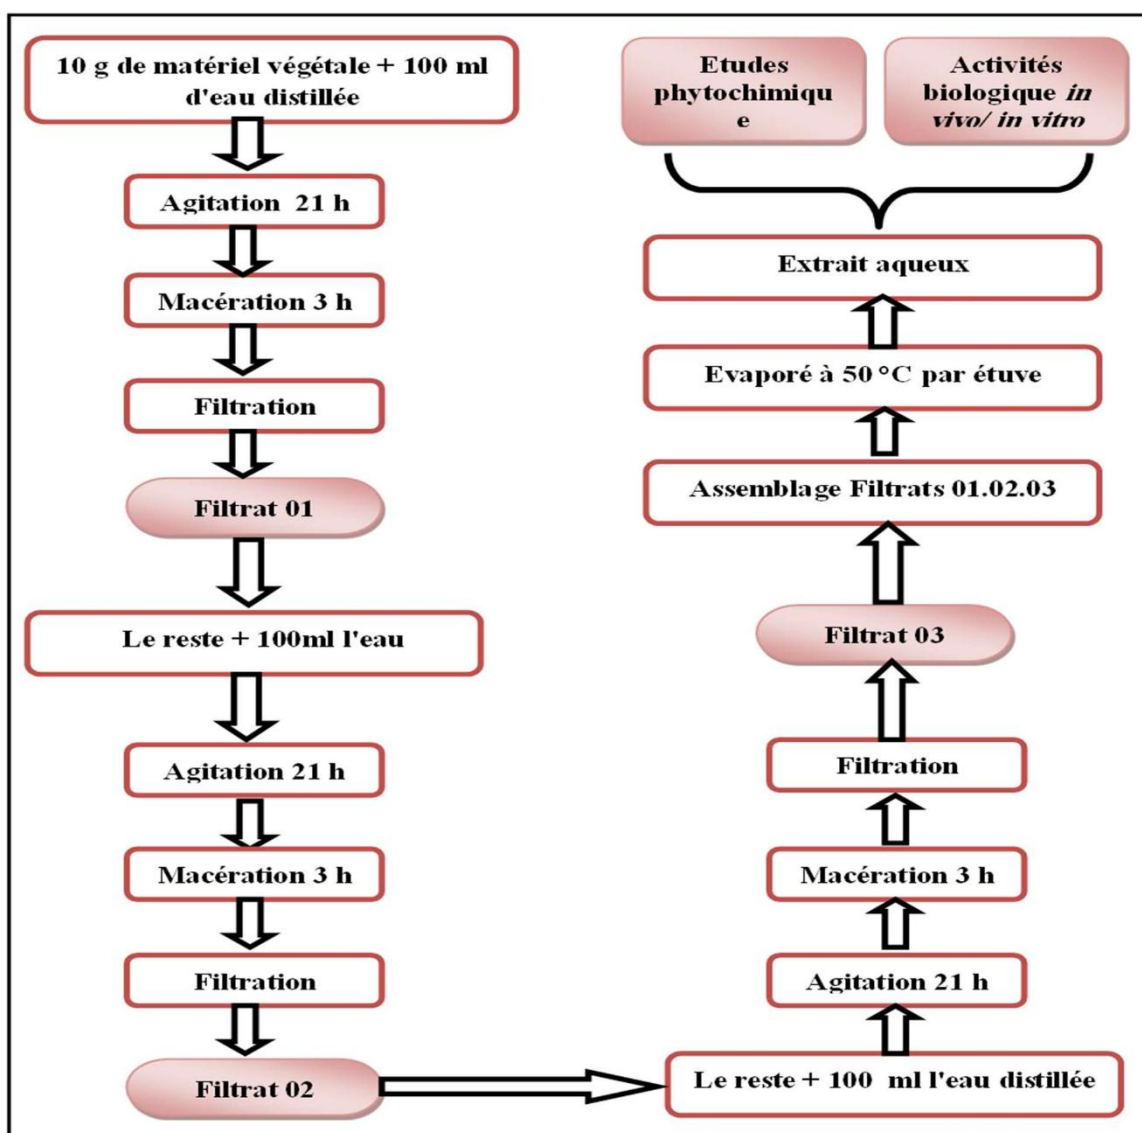 10 g de matériel végétale + 100 ml
d'eau distillée
Agitation 21 h
Macération 3 h
Filtration
Filtrat 01
Le reste + 100ml l'eau
Agitation 21 h
Macération 3 h
Filtration
Filtrat 02
Le reste + 100 ml l'eau distillée
Agitation 21 h
Macération 3 h
Filtration
Filtrat 03
Assemblage Filtrats 01.02.03
Evaporé à 50 °C par étuve
Extrait aqueux
Etudes
phytochimiqu
e
Activités
biologique in
vivo/ in vitro